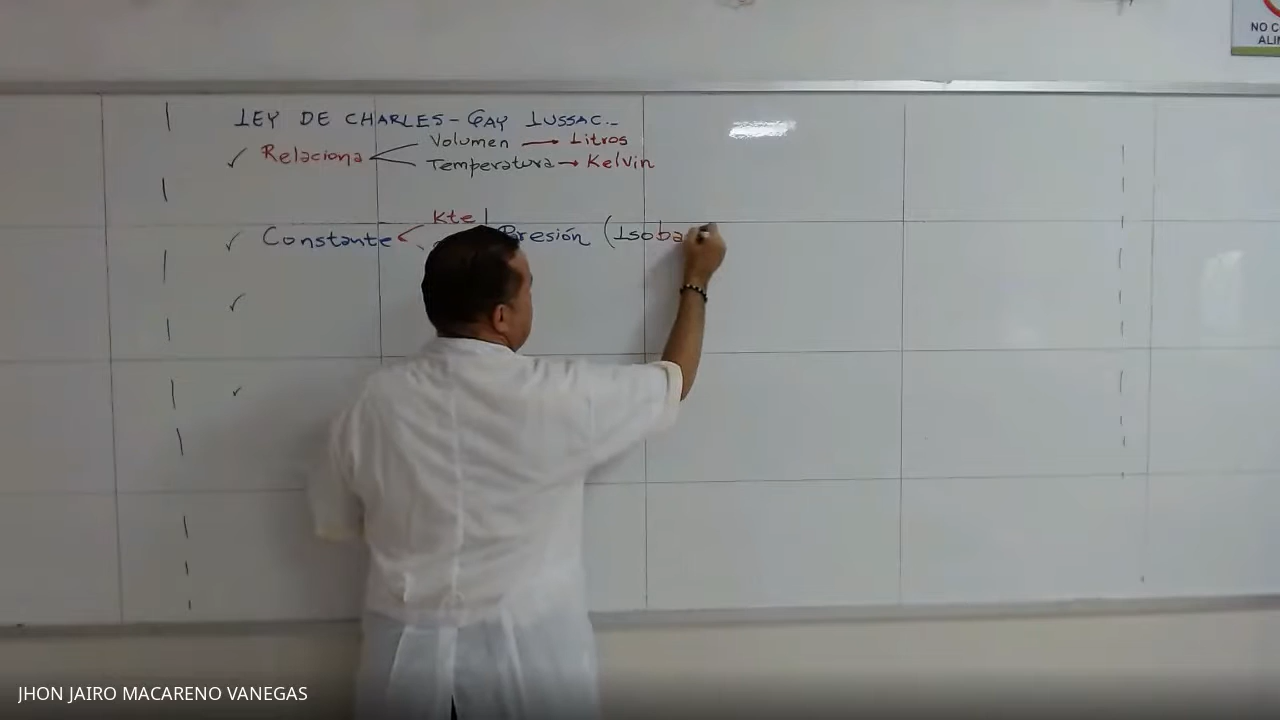 LEY DE CHARLES - GAY LUSSAC.-
Volumen → Litros
✓ Relaciona
Temperatura → Kelvin
Kte
✓ Constante
Presión (Isoba
✓
✓
NO C
ALIN
JHON JAIRO MACARENO VANEGAS